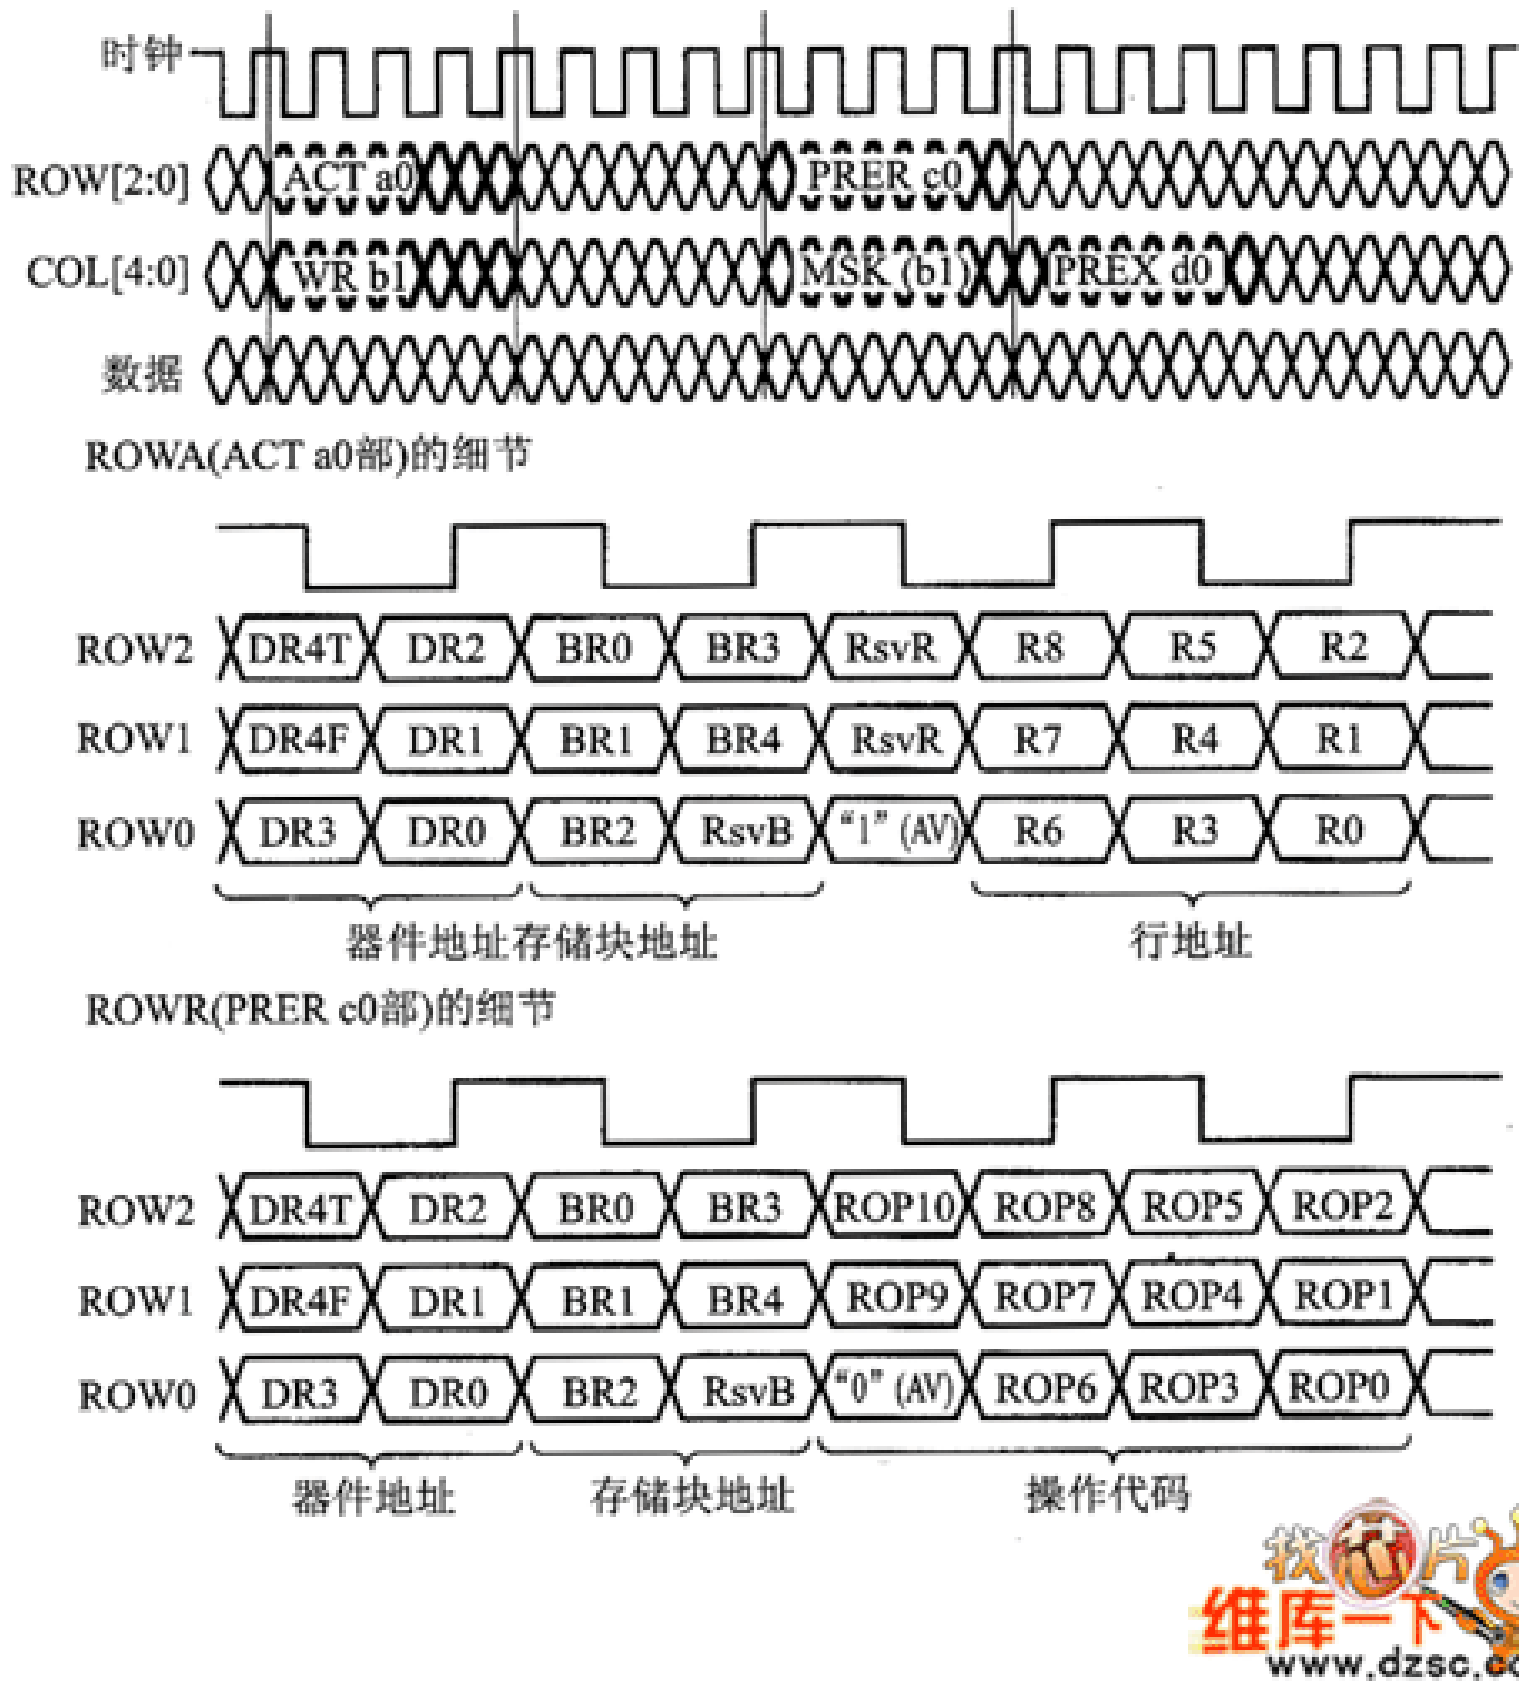 时钟
ROW[2:0] ACT a0 PRER c0
COL[4:0] WR b1 MSK (b1) PREX d0
数据
ROWA(ACT a0部)的细节
ROW2 DR4T DR2 BR0 BR3 RsvR R8 R5 R2
ROW1 DR4F DR1 BR1 BR4 RsvR R7 R4 R1
ROW0 DR3 DR0 BR2 RsvB “1” (AV) R6 R3 R0
器件地址存储块地址 行地址
ROWR(PRER c0部)的细节
ROW2 DR4T DR2 BR0 BR3 ROP10 ROP8 ROP5 ROP2
ROW1 DR4F DR1 BR1 BR4 ROP9 ROP7 ROP4 ROP1
ROW0 DR3 DR0 BR2 RsvB “0” (AV) ROP6 ROP3 ROP0
器件地址 存储块地址 操作代码
找芯片
维库一下
www.dzsc.co